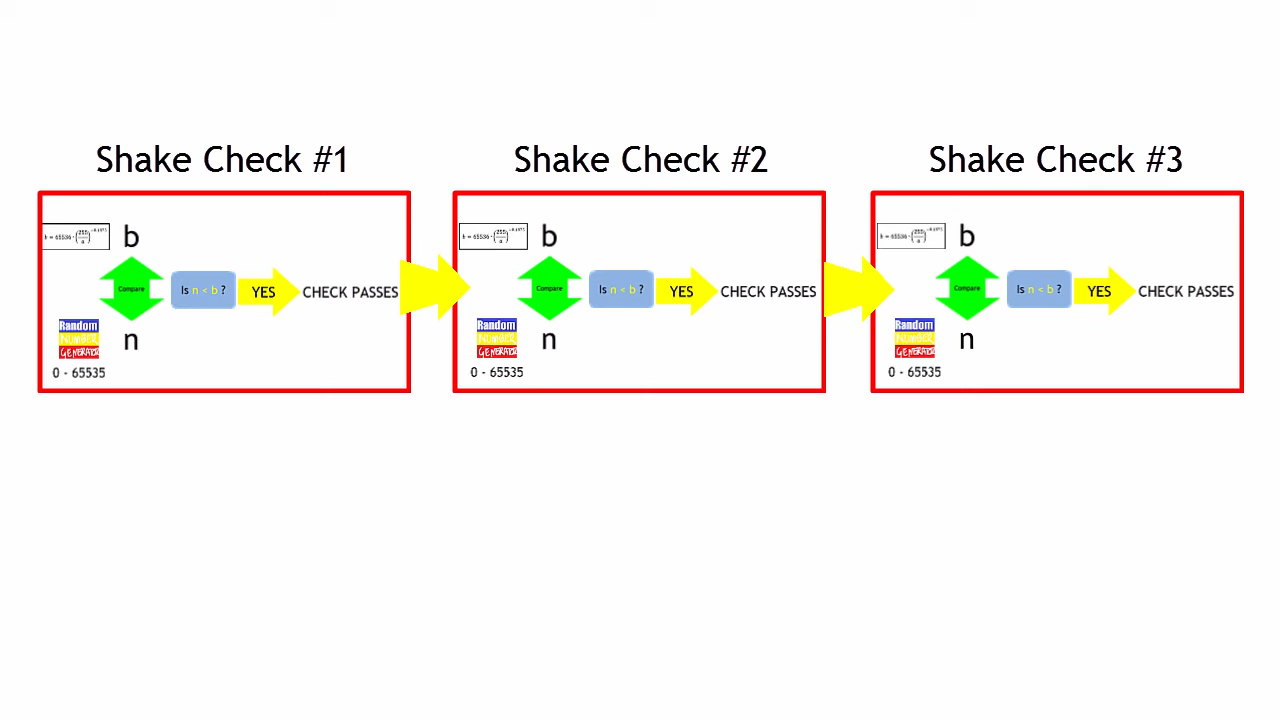 Shake Check #1
b
Compare
Is n < b ?
YES
CHECK PASSES
n
Random
NUMBER
GENERATOR
0 - 65535
Shake Check #2
b
Compare
Is n < b ?
YES
CHECK PASSES
n
Random
NUMBER
GENERATOR
0 - 65535
Shake Check #3
b
Compare
Is n < b ?
YES
CHECK PASSES
n
Random
NUMBER
GENERATOR
0 - 65535